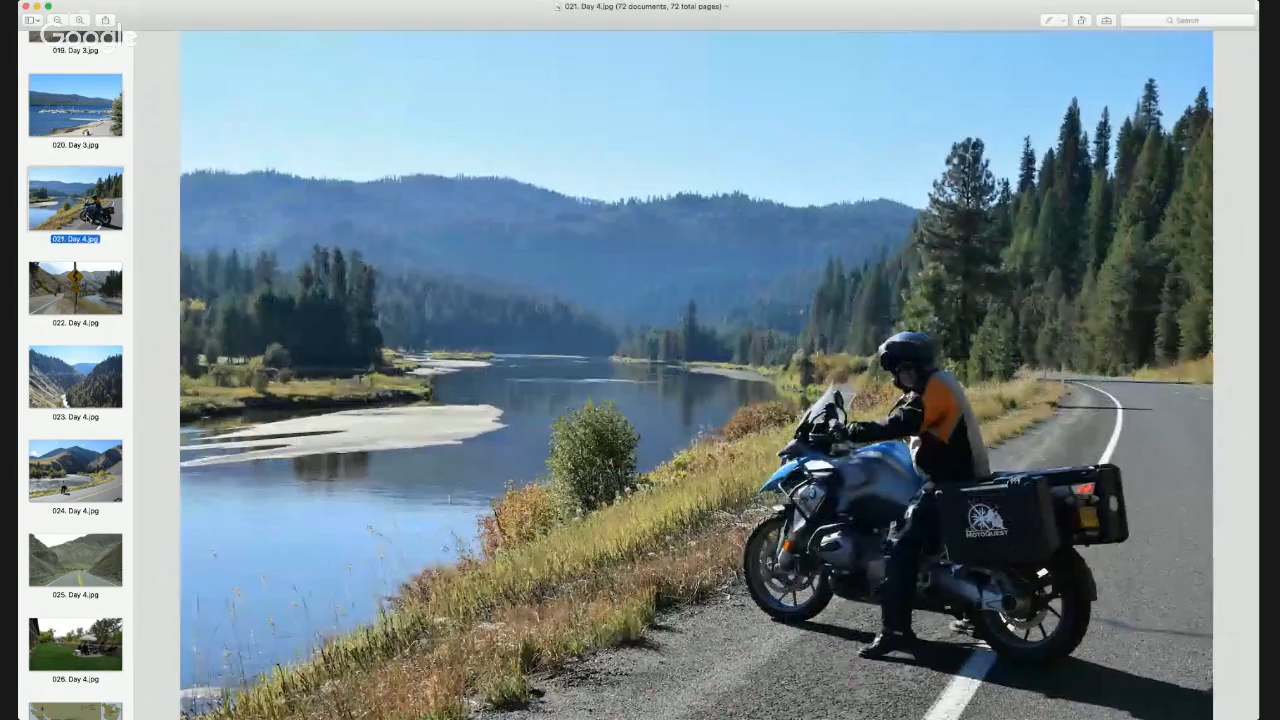 021. Day 4.jpg (72 documents, 72 total pages)
Search
Google
019. Day 3.jpg
020. Day 3.jpg
021. Day 4.jpg
022. Day 4.jpg
023. Day 4.jpg
024. Day 4.jpg
025. Day 4.jpg
026. Day 4.jpg
MOTOQUEST